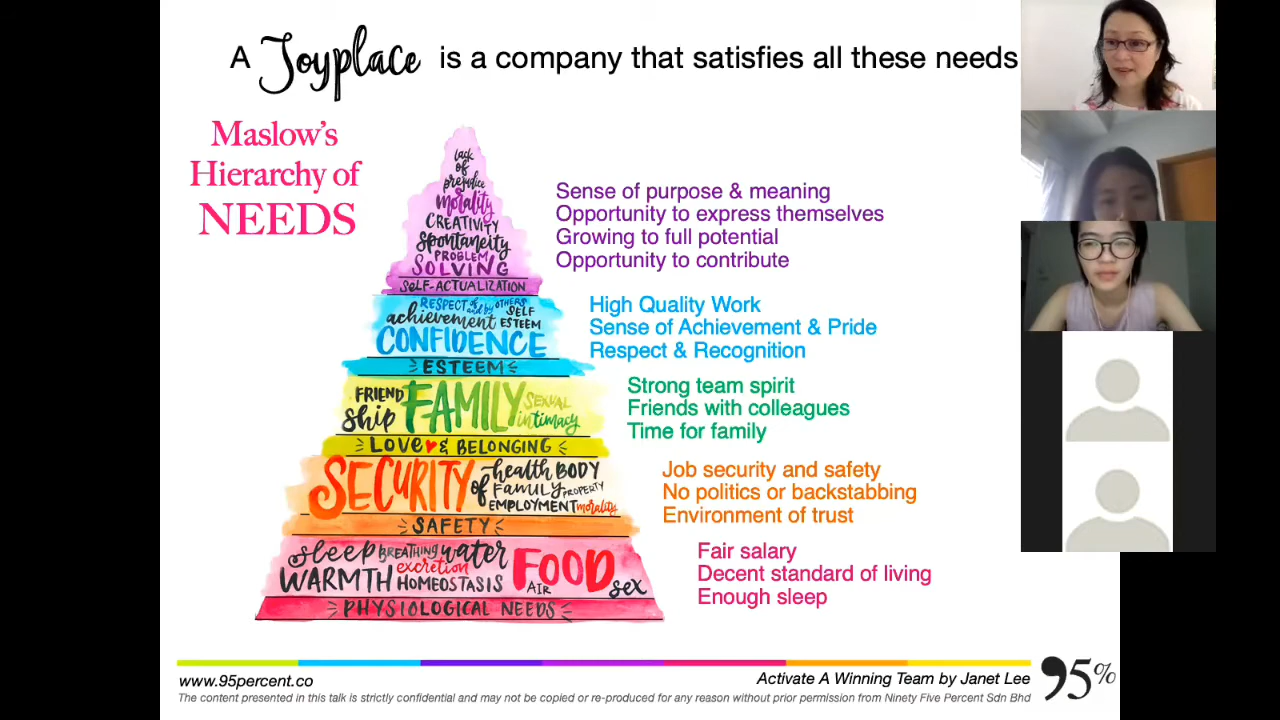 A Joyplace is a company that satisfies all these needs
Maslow's
Hierarchy of
NEEDS
lack
of
prejudice
morality
CREATIVITY
spontaneity
PROBLEM
SOLVING
SELF-ACTUALIZATION
Sense of purpose & meaning
Opportunity to express themselves
Growing to full potential
Opportunity to contribute
RESPECT of and by OTHERS
achievement SELF ESTEEM
CONFIDENCE
ESTEEM
High Quality Work
Sense of Achievement & Pride
Respect & Recognition
FRIENDship FAMILY SEXUAL intimacy
LOVE & BELONGING
Strong team spirit
Friends with colleagues
Time for family
SECURITY of health BODY
FAMILY PROPERTY
EMPLOYMENT morality
SAFETY
Job security and safety
No politics or backstabbing
Environment of trust
sleep BREATHING water FOOD
excretion
WARMTH HOMEOSTASIS AIR sex
PHYSIOLOGICAL NEEDS
Fair salary
Decent standard of living
Enough sleep
www.95percent.co
Activate A Winning Team by Janet Lee
95%
The content presented in this talk is strictly confidential and may not be copied or re-produced for any reason without prior permission from Ninety Five Percent Sdn Bhd